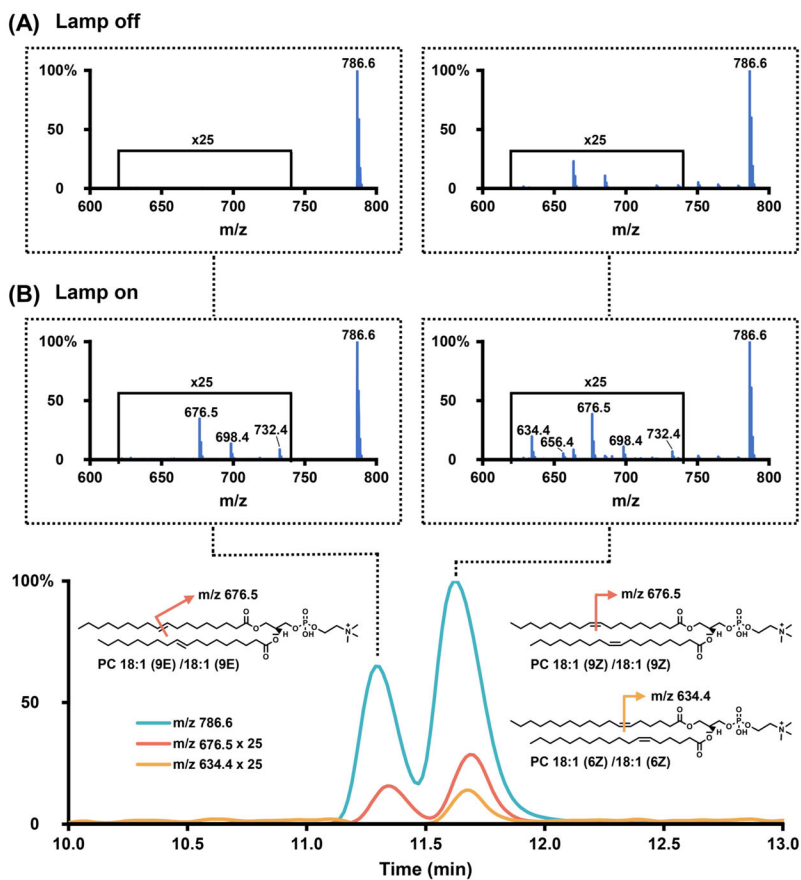 (A) Lamp off
100%
786.6
50
x25
0
600 650 700 750 800
m/z
100%
786.6
50
x25
0
600 650 700 750 800
m/z
(B) Lamp on
100%
786.6
50
x25
676.5
698.4
732.4
0
600 650 700 750 800
m/z
100%
786.6
50
x25
676.5
634.4
656.4
698.4
732.4
0
600 650 700 750 800
m/z
100%
50
0
m/z 676.5
O
O
O
O
H
O
P
O
OH
O
N
+
PC 18:1 (9E) /18:1 (9E)
m/z 786.6
m/z 676.5 x 25
m/z 634.4 x 25
m/z 676.5
O
O
O
O
H
O
P
O
OH
O
N
+
PC 18:1 (9Z) /18:1 (9Z)
m/z 634.4
O
O
O
O
H
O
P
O
OH
O
N
+
PC 18:1 (6Z) /18:1 (6Z)
10.0 10.5 11.0 11.5 12.0 12.5 13.0
Time (min)